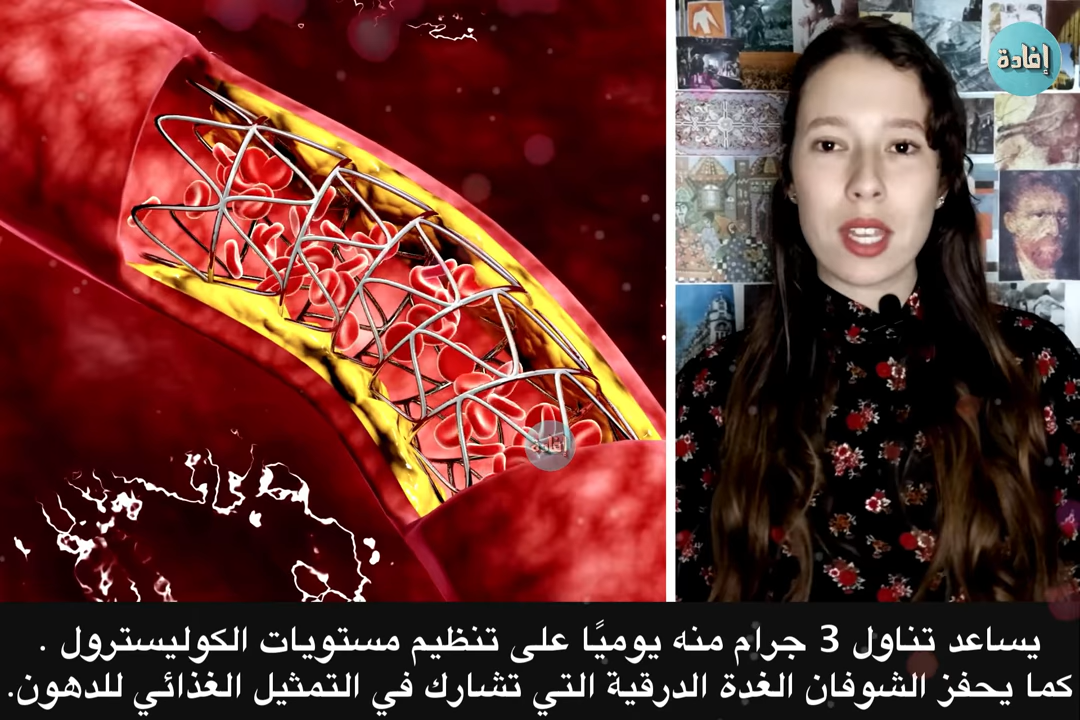 إفادة
إفادة
يساعد تناول 3 جرام منه يوميًا على تنظيم مستويات الكوليسترول .
كما يحفز الشوفان الغدة الدرقية التي تشارك في التمثيل الغذائي للدهون.